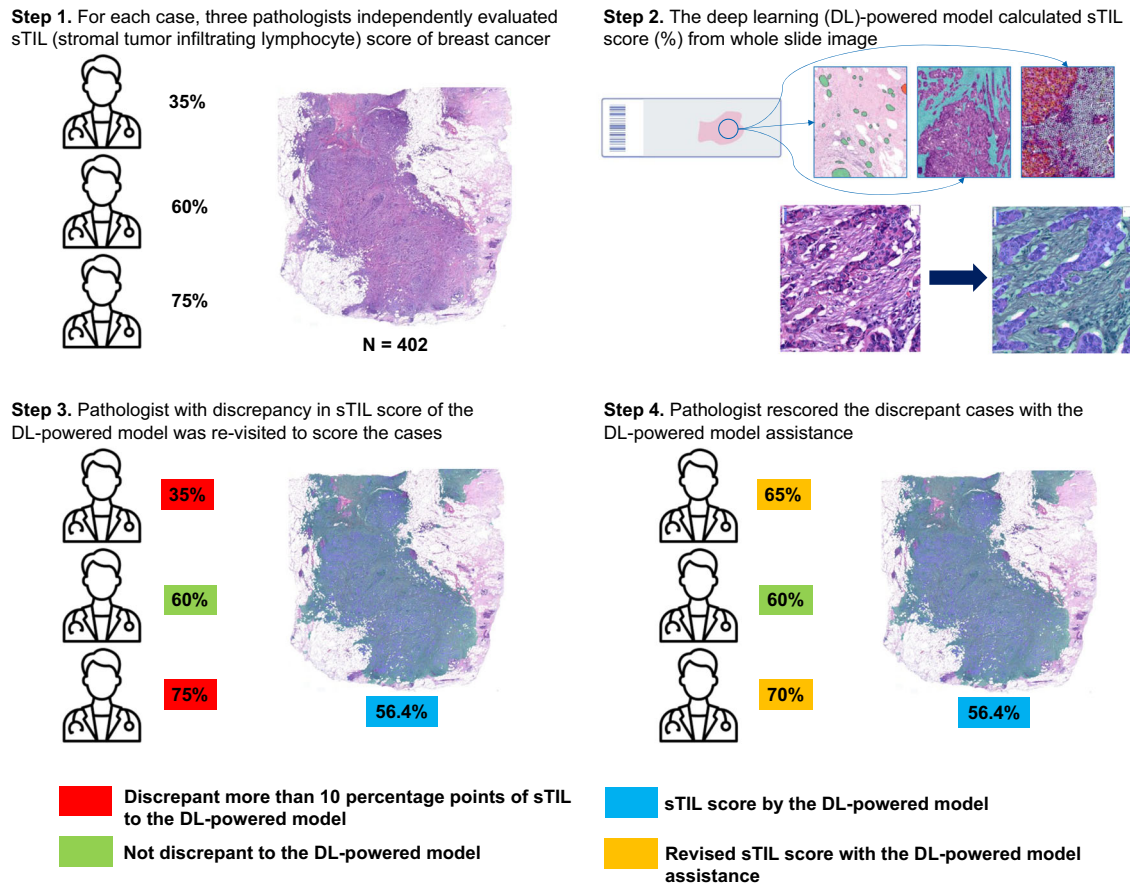 Step 1. For each case, three pathologists independently evaluated
sTIL (stromal tumor infiltrating lymphocyte) score of breast cancer
35%
60%
75%
N = 402
Step 2. The deep learning (DL)-powered model calculated sTIL
score (%) from whole slide image
Step 3. Pathologist with discrepancy in sTIL score of the
DL-powered model was re-visited to score the cases
35%
60%
75%
56.4%
Step 4. Pathologist rescored the discrepant cases with the
DL-powered model assistance
65%
60%
70%
56.4%
Discrepant more than 10 percentage points of sTIL
to the DL-powered model
Not discrepant to the DL-powered model
sTIL score by the DL-powered model
Revised sTIL score with the DL-powered model
assistance